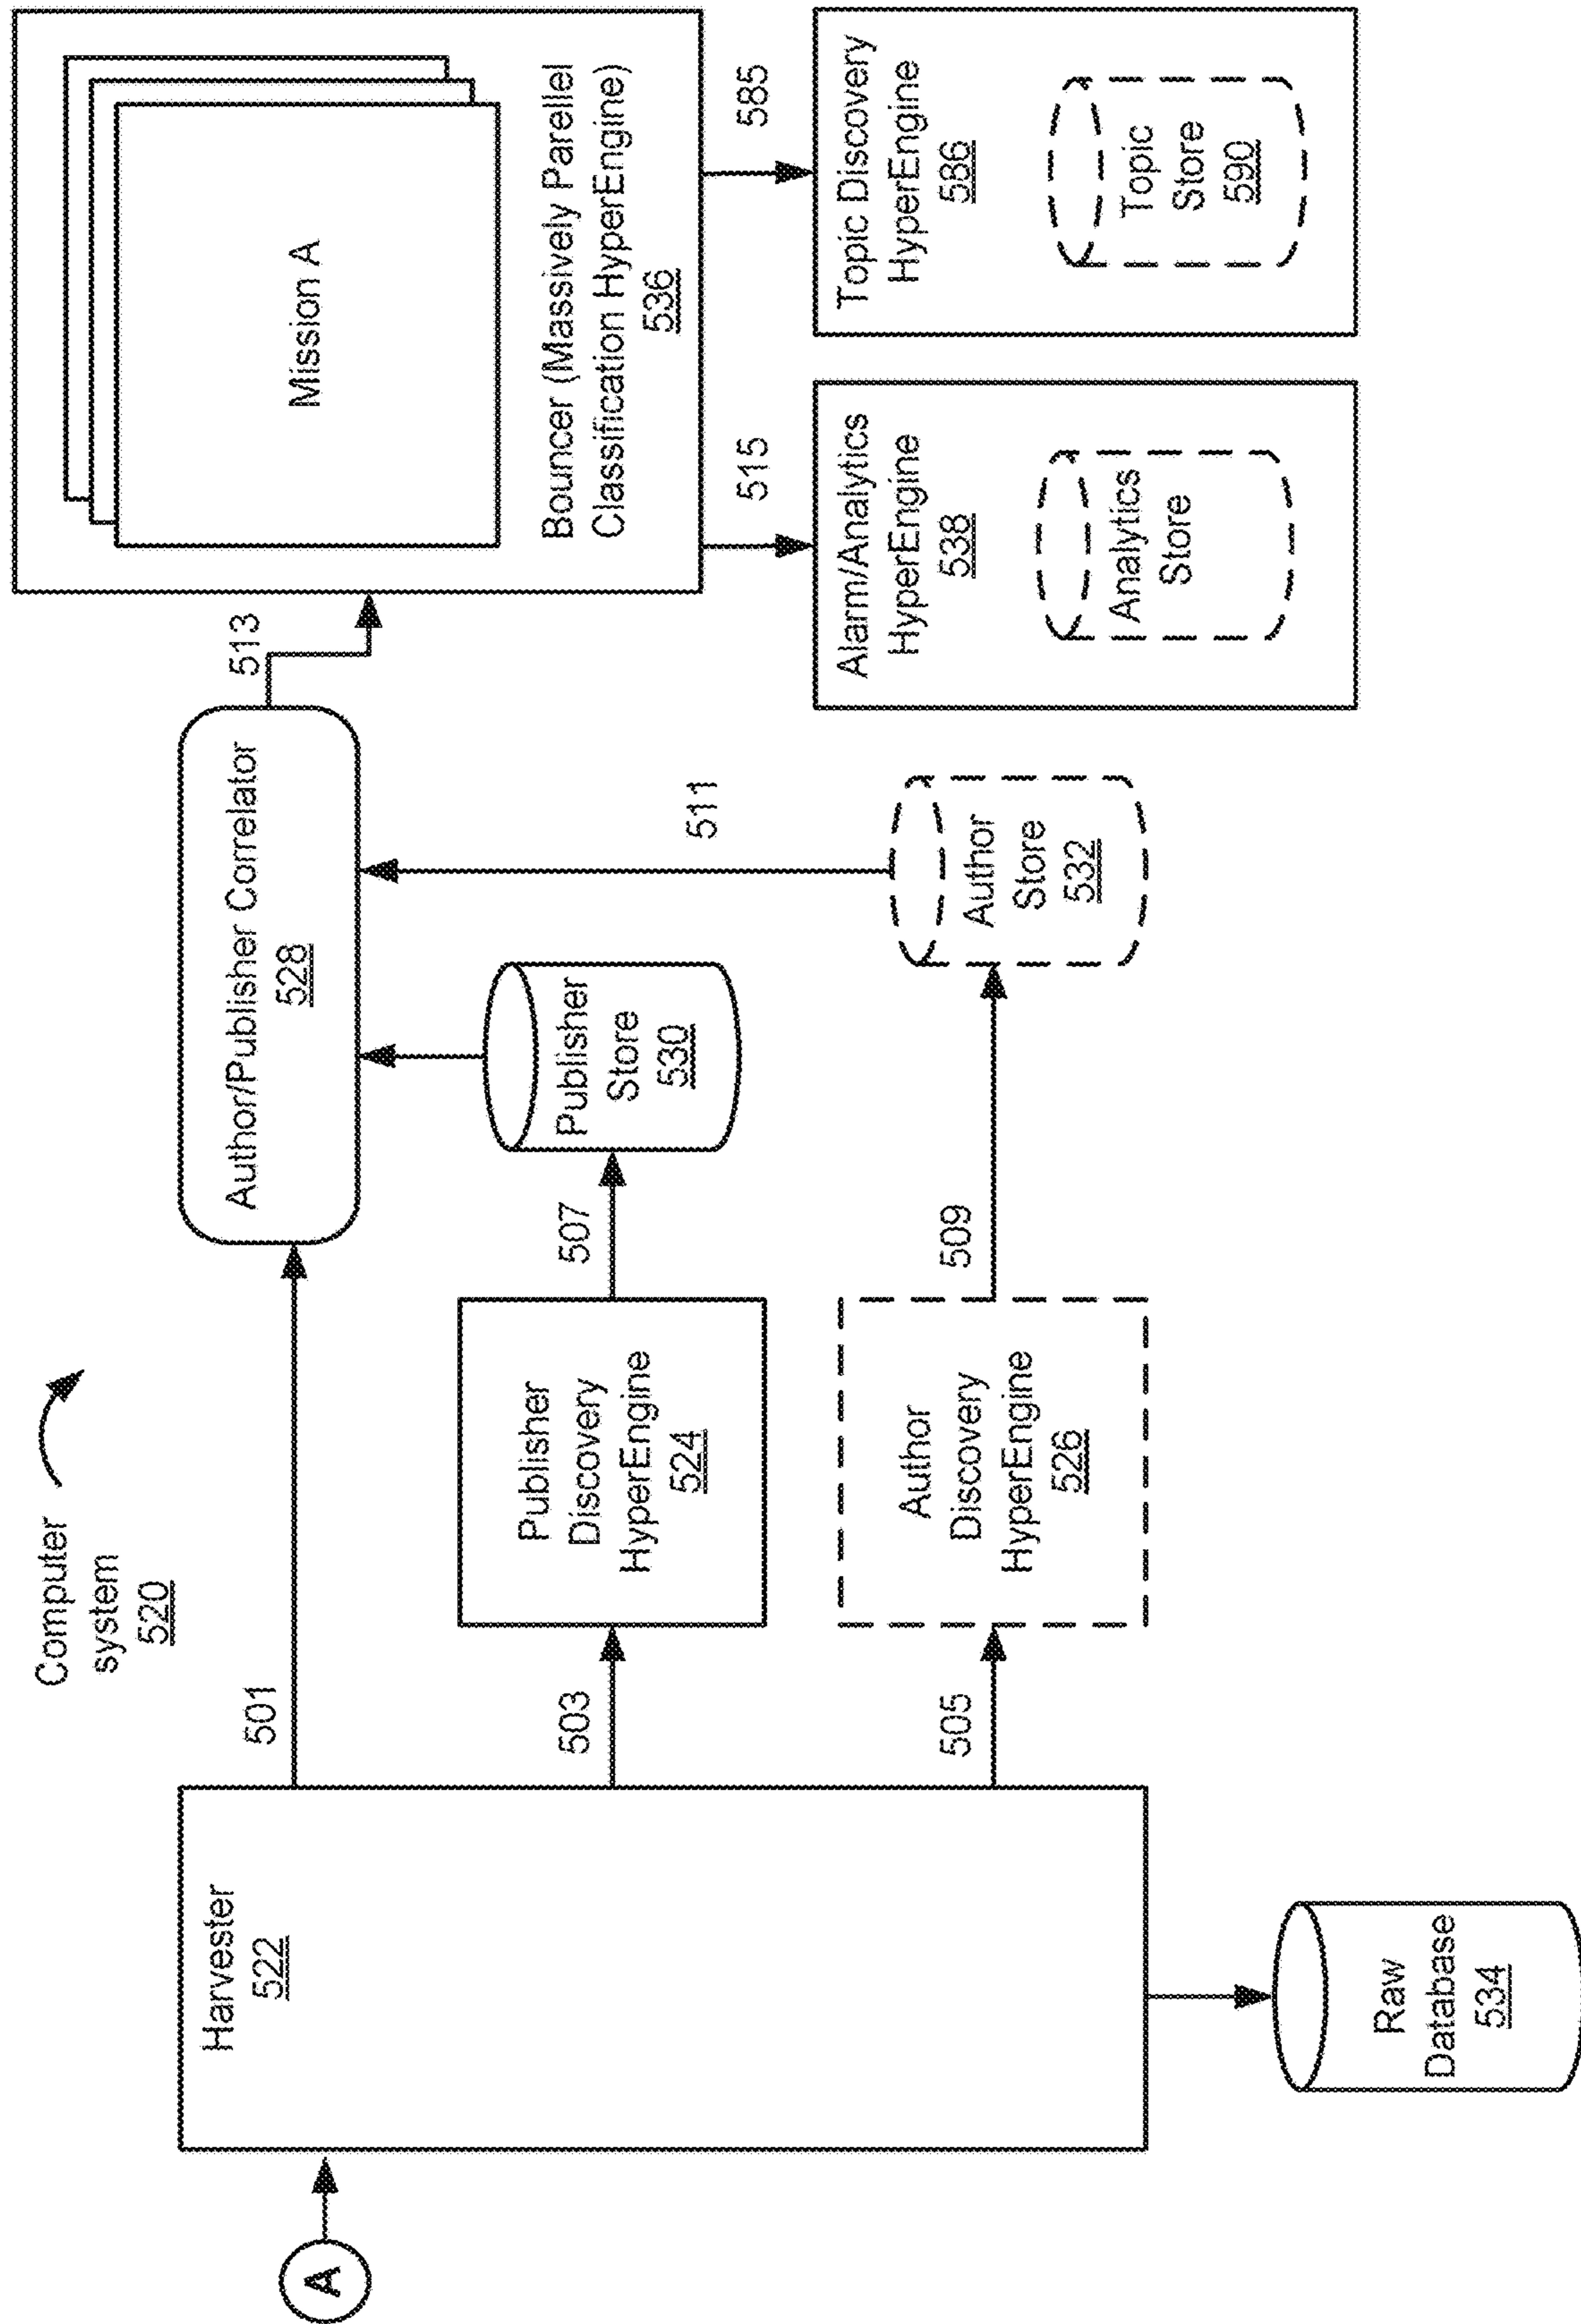 Computer
system
520
A
Harvester
522
501
503
505
Raw
Database
534
Publisher
Discovery
HyperEngine
524
Author
Discovery
HyperEngine
526
507
509
Author/Publisher Correlator
528
Publisher
Store
530
Author
Store
532
511
513
Mission A
Bouncer (Massively Parellel
Classification HyperEngine)
536
515
585
Alarm/Analytics
HyperEngine
538
Analytics
Store
Topic Discovery
HyperEngine
586
Topic
Store
590